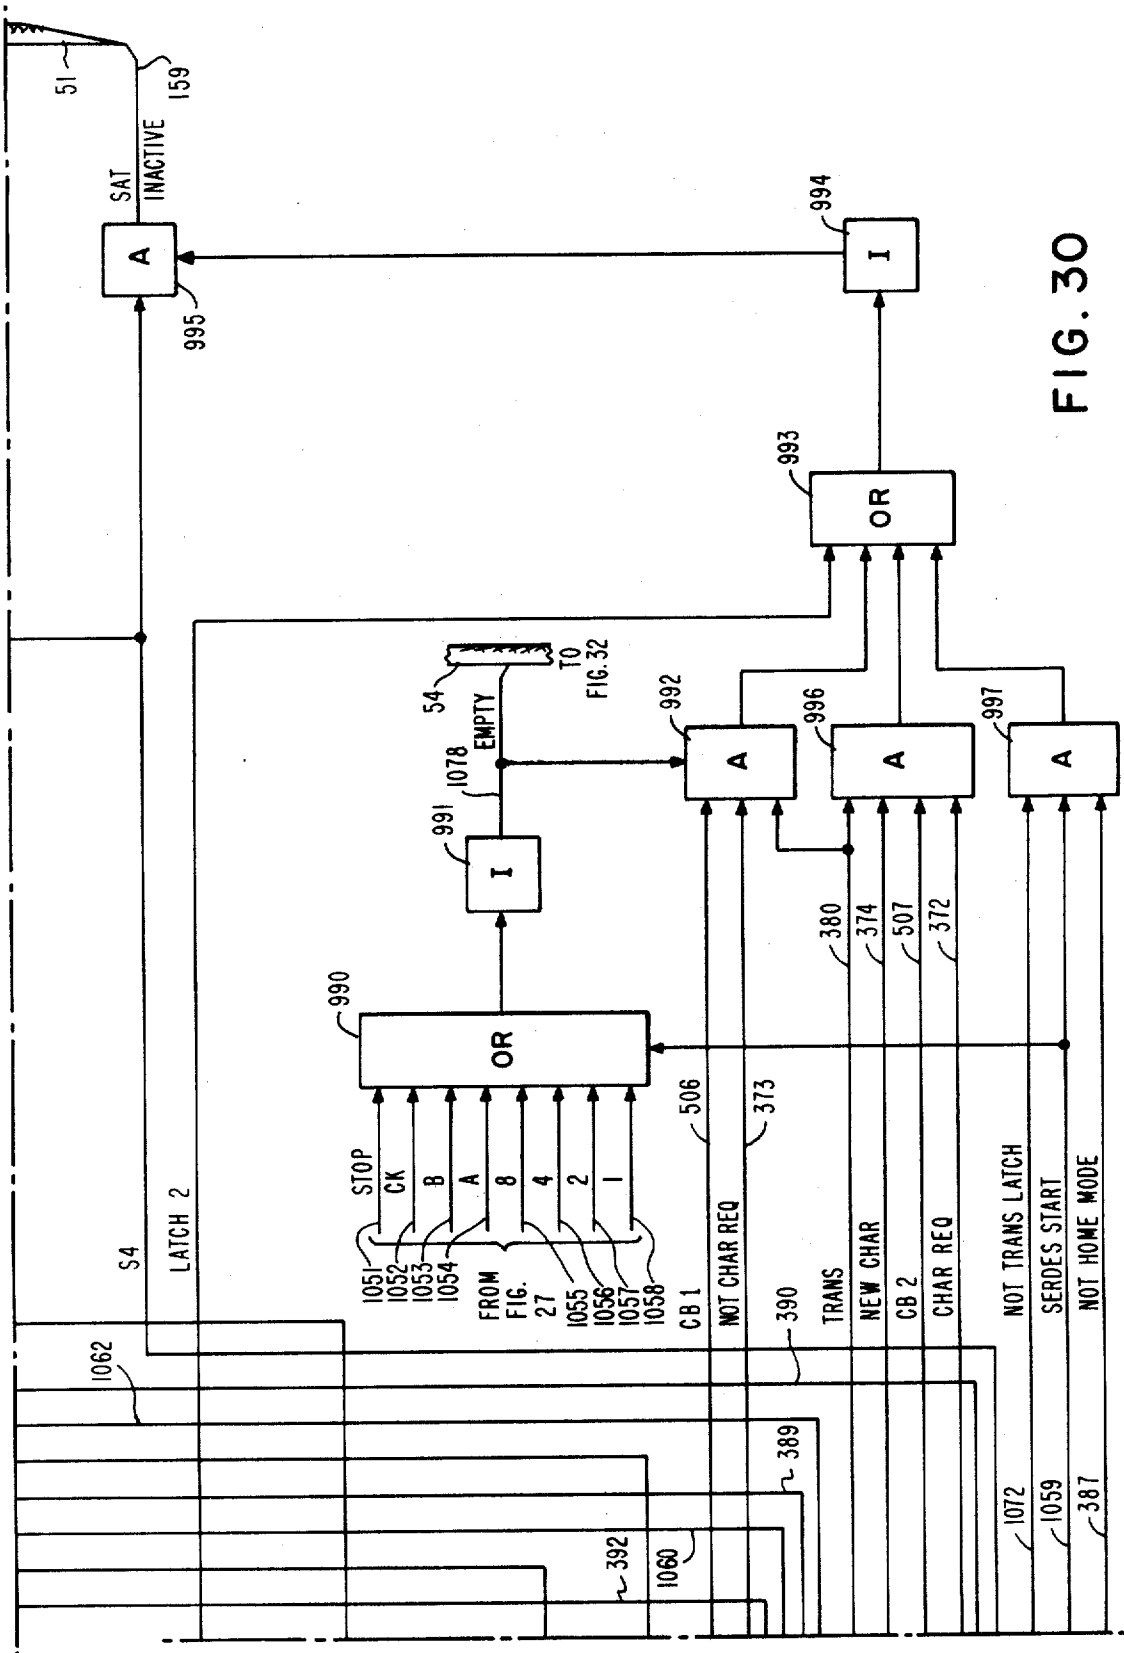 51
159
SAT
INACTIVE
A
995
S4
LATCH 2
994
I
993
OR
FIG. 30
54
TO
FIG. 32
EMPTY
1078
991
I
990
OR
STOP
CK
B
A
8
4
2
1
1051
1052
1053
1054
FROM
FIG.
27
1055
1056
1057
1058
992
A
996
A
997
A
CB 1
506
NOT CHAR REQ
373
TRANS
380
NEW CHAR
374
CB 2
507
CHAR REQ
372
NOT TRANS LATCH
SERDES START
NOT HOME MODE
1062
390
389
392
1060
1072
1059
387